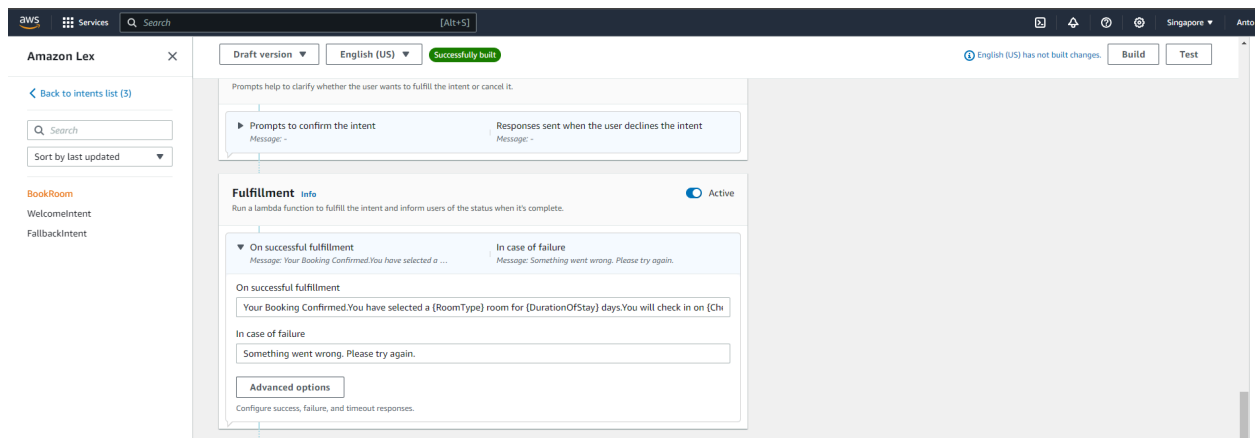 aws Services Search [Alt+S] Singapore ▼ Anto
Amazon Lex
Draft version ▼ English (US) ▼ Successfully built English (US) has not built changes. Build Test
Back to intents list (3)
Search
Sort by last updated ▼
BookRoom
WelcomeIntent
FallbackIntent
Prompts help to clarify whether the user wants to fulfill the intent or cancel it.
Prompts to confirm the intent Responses sent when the user declines the intent
Message: - Message: -
Fulfillment Info Active
Run a lambda function to fulfill the intent and inform users of the status when it's complete.
On successful fulfillment In case of failure
Message: Your Booking Confirmed.You have selected a … Message: Something went wrong. Please try again.
On successful fulfillment
Your Booking Confirmed.You have selected a {RoomType} room for {DurationOfStay} days.You will check in on {Che
In case of failure
Something went wrong. Please try again.
Advanced options
Configure success, failure, and timeout responses.